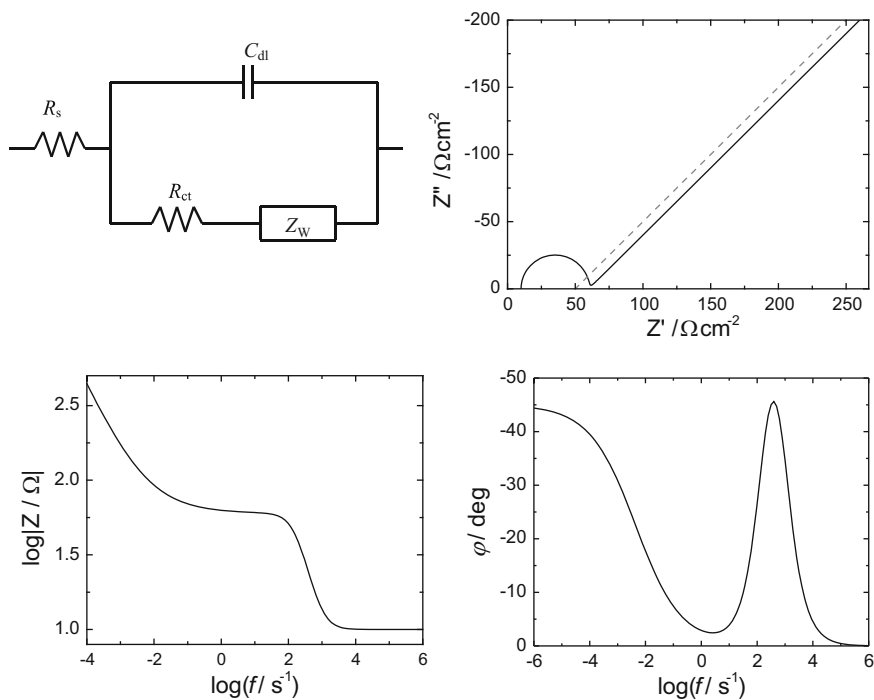 C_dl
R_s
R_ct
Z_W
-200
-150
-100
-50
0
Z'' /Ωcm⁻²
0 50 100 150 200 250
Z' /Ωcm⁻²
2.5
2.0
1.5
1.0
log|Z / Ω|
-4 -2 0 2 4 6
log(f/ s⁻¹)
-50
-40
-30
-20
-10
0
φ/ deg
-6 -4 -2 0 2 4 6
log(f/ s⁻¹)